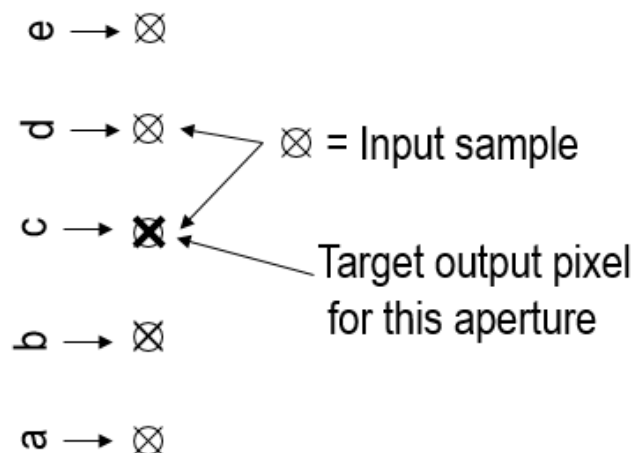 e
d
⊗ = Input sample
c
Target output pixel
for this aperture
b
a